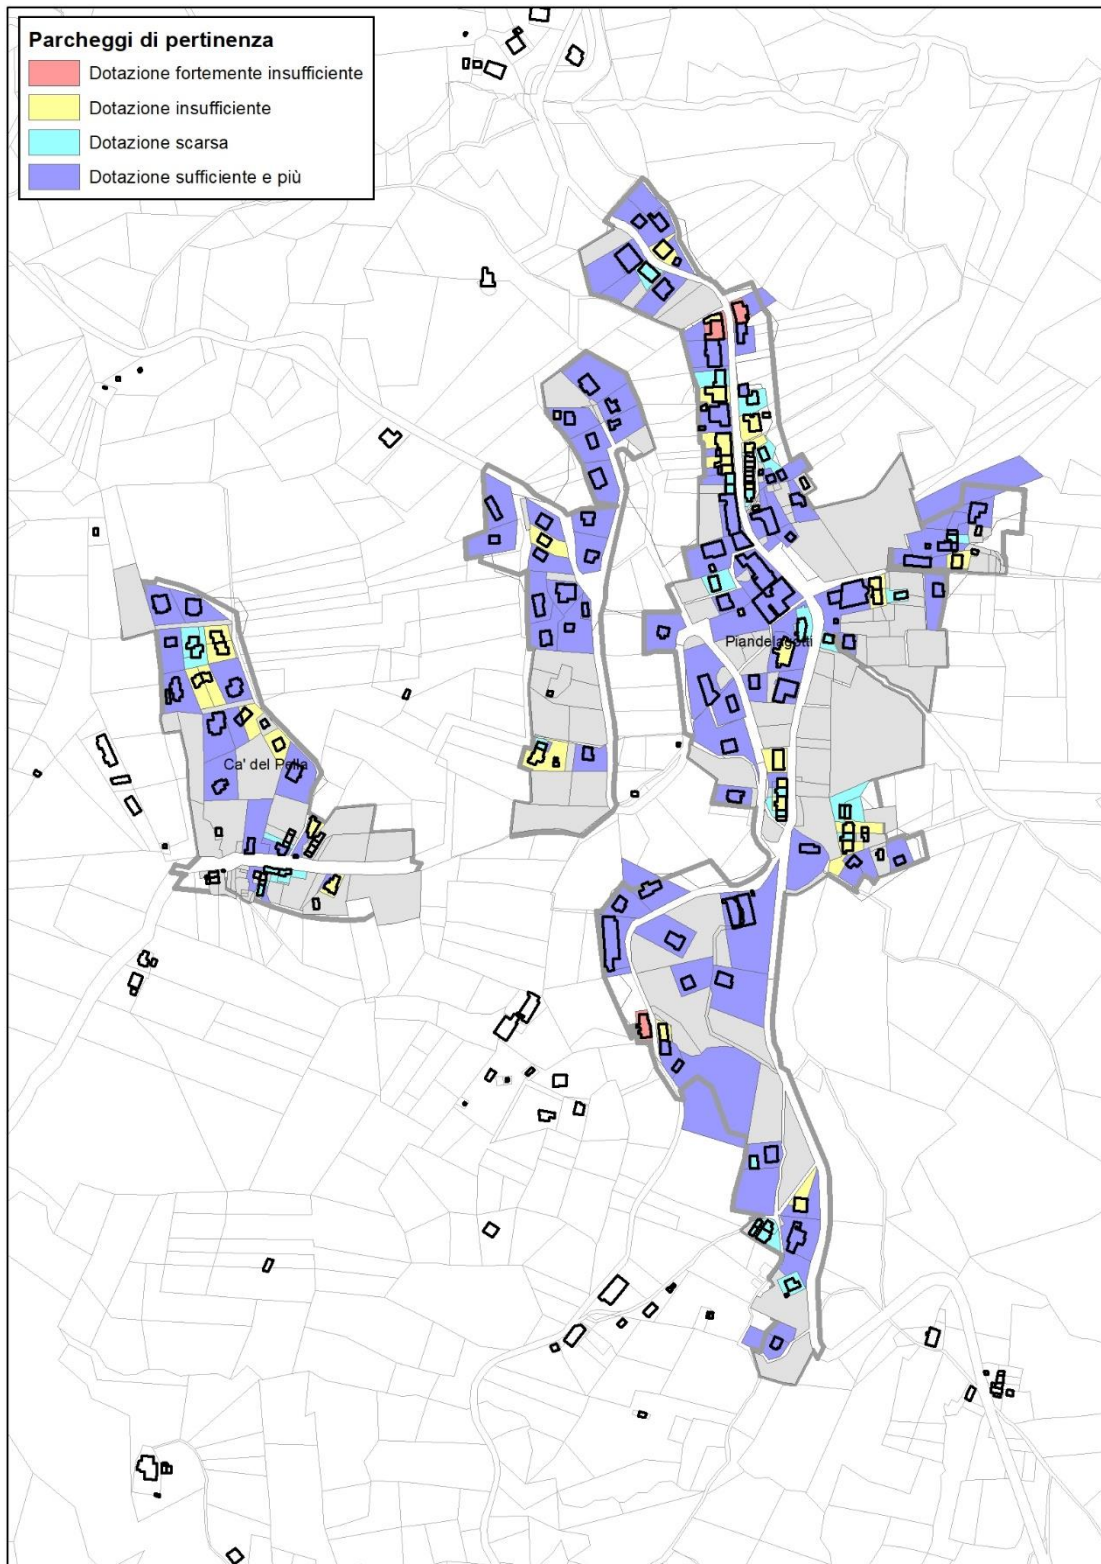 Parcheggi di pertinenza
Dotazione fortemente insufficiente
Dotazione insufficiente
Dotazione scarsa
Dotazione sufficiente e più
Piandelagotti
Ca' del Pella